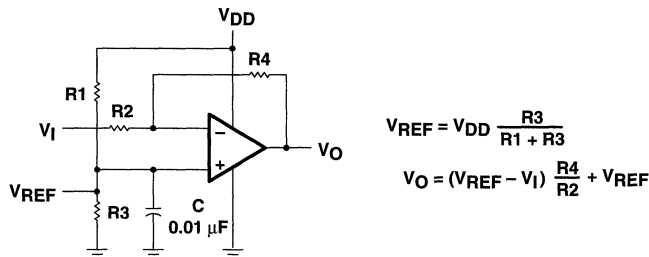 VDD
R4
R1
R2
VI
−
+
VO
VREF
R3
C
0.01 μF
VREF = VDD R3 / R1 + R3
VO = (VREF − VI) R4 / R2 + VREF